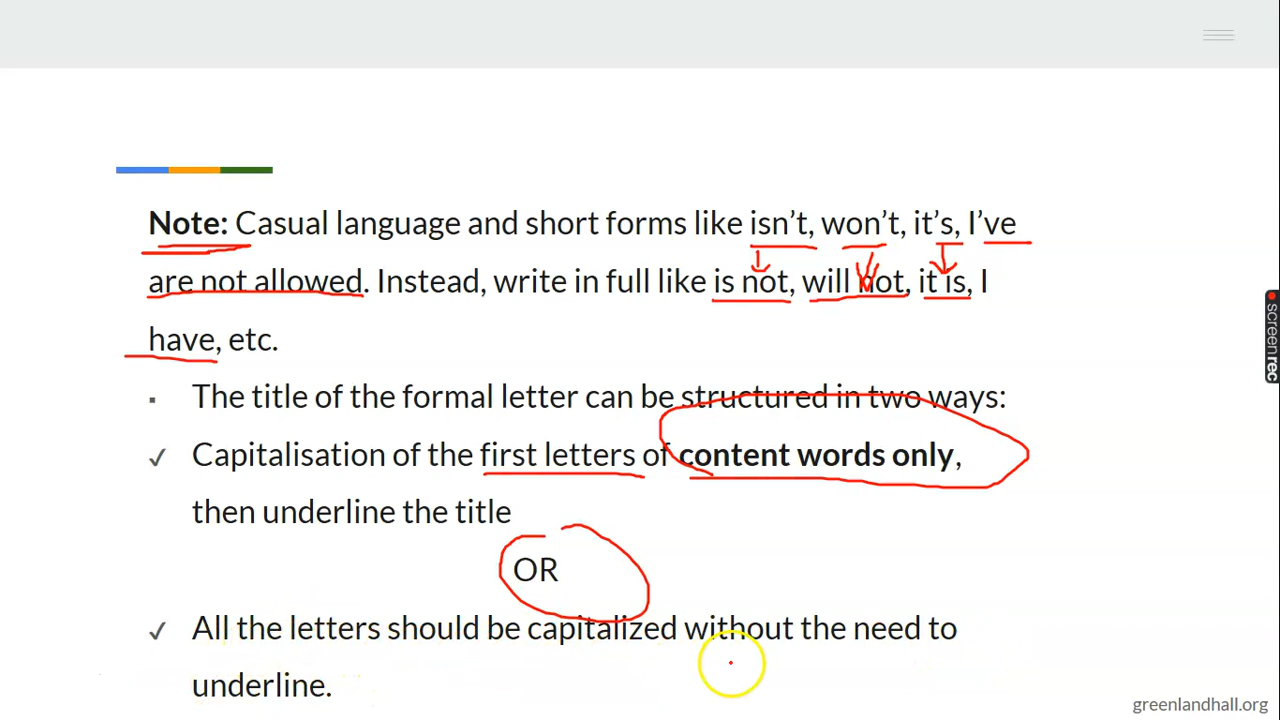 Note: Casual language and short forms like isn't, won't, it's, I've
are not allowed. Instead, write in full like is not, will not, it is, I
have, etc.
▪ The title of the formal letter can be structured in two ways:
✓ Capitalisation of the first letters of content words only,
then underline the title
OR
✓ All the letters should be capitalized without the need to
underline.
screenrec
greenlandhall.org